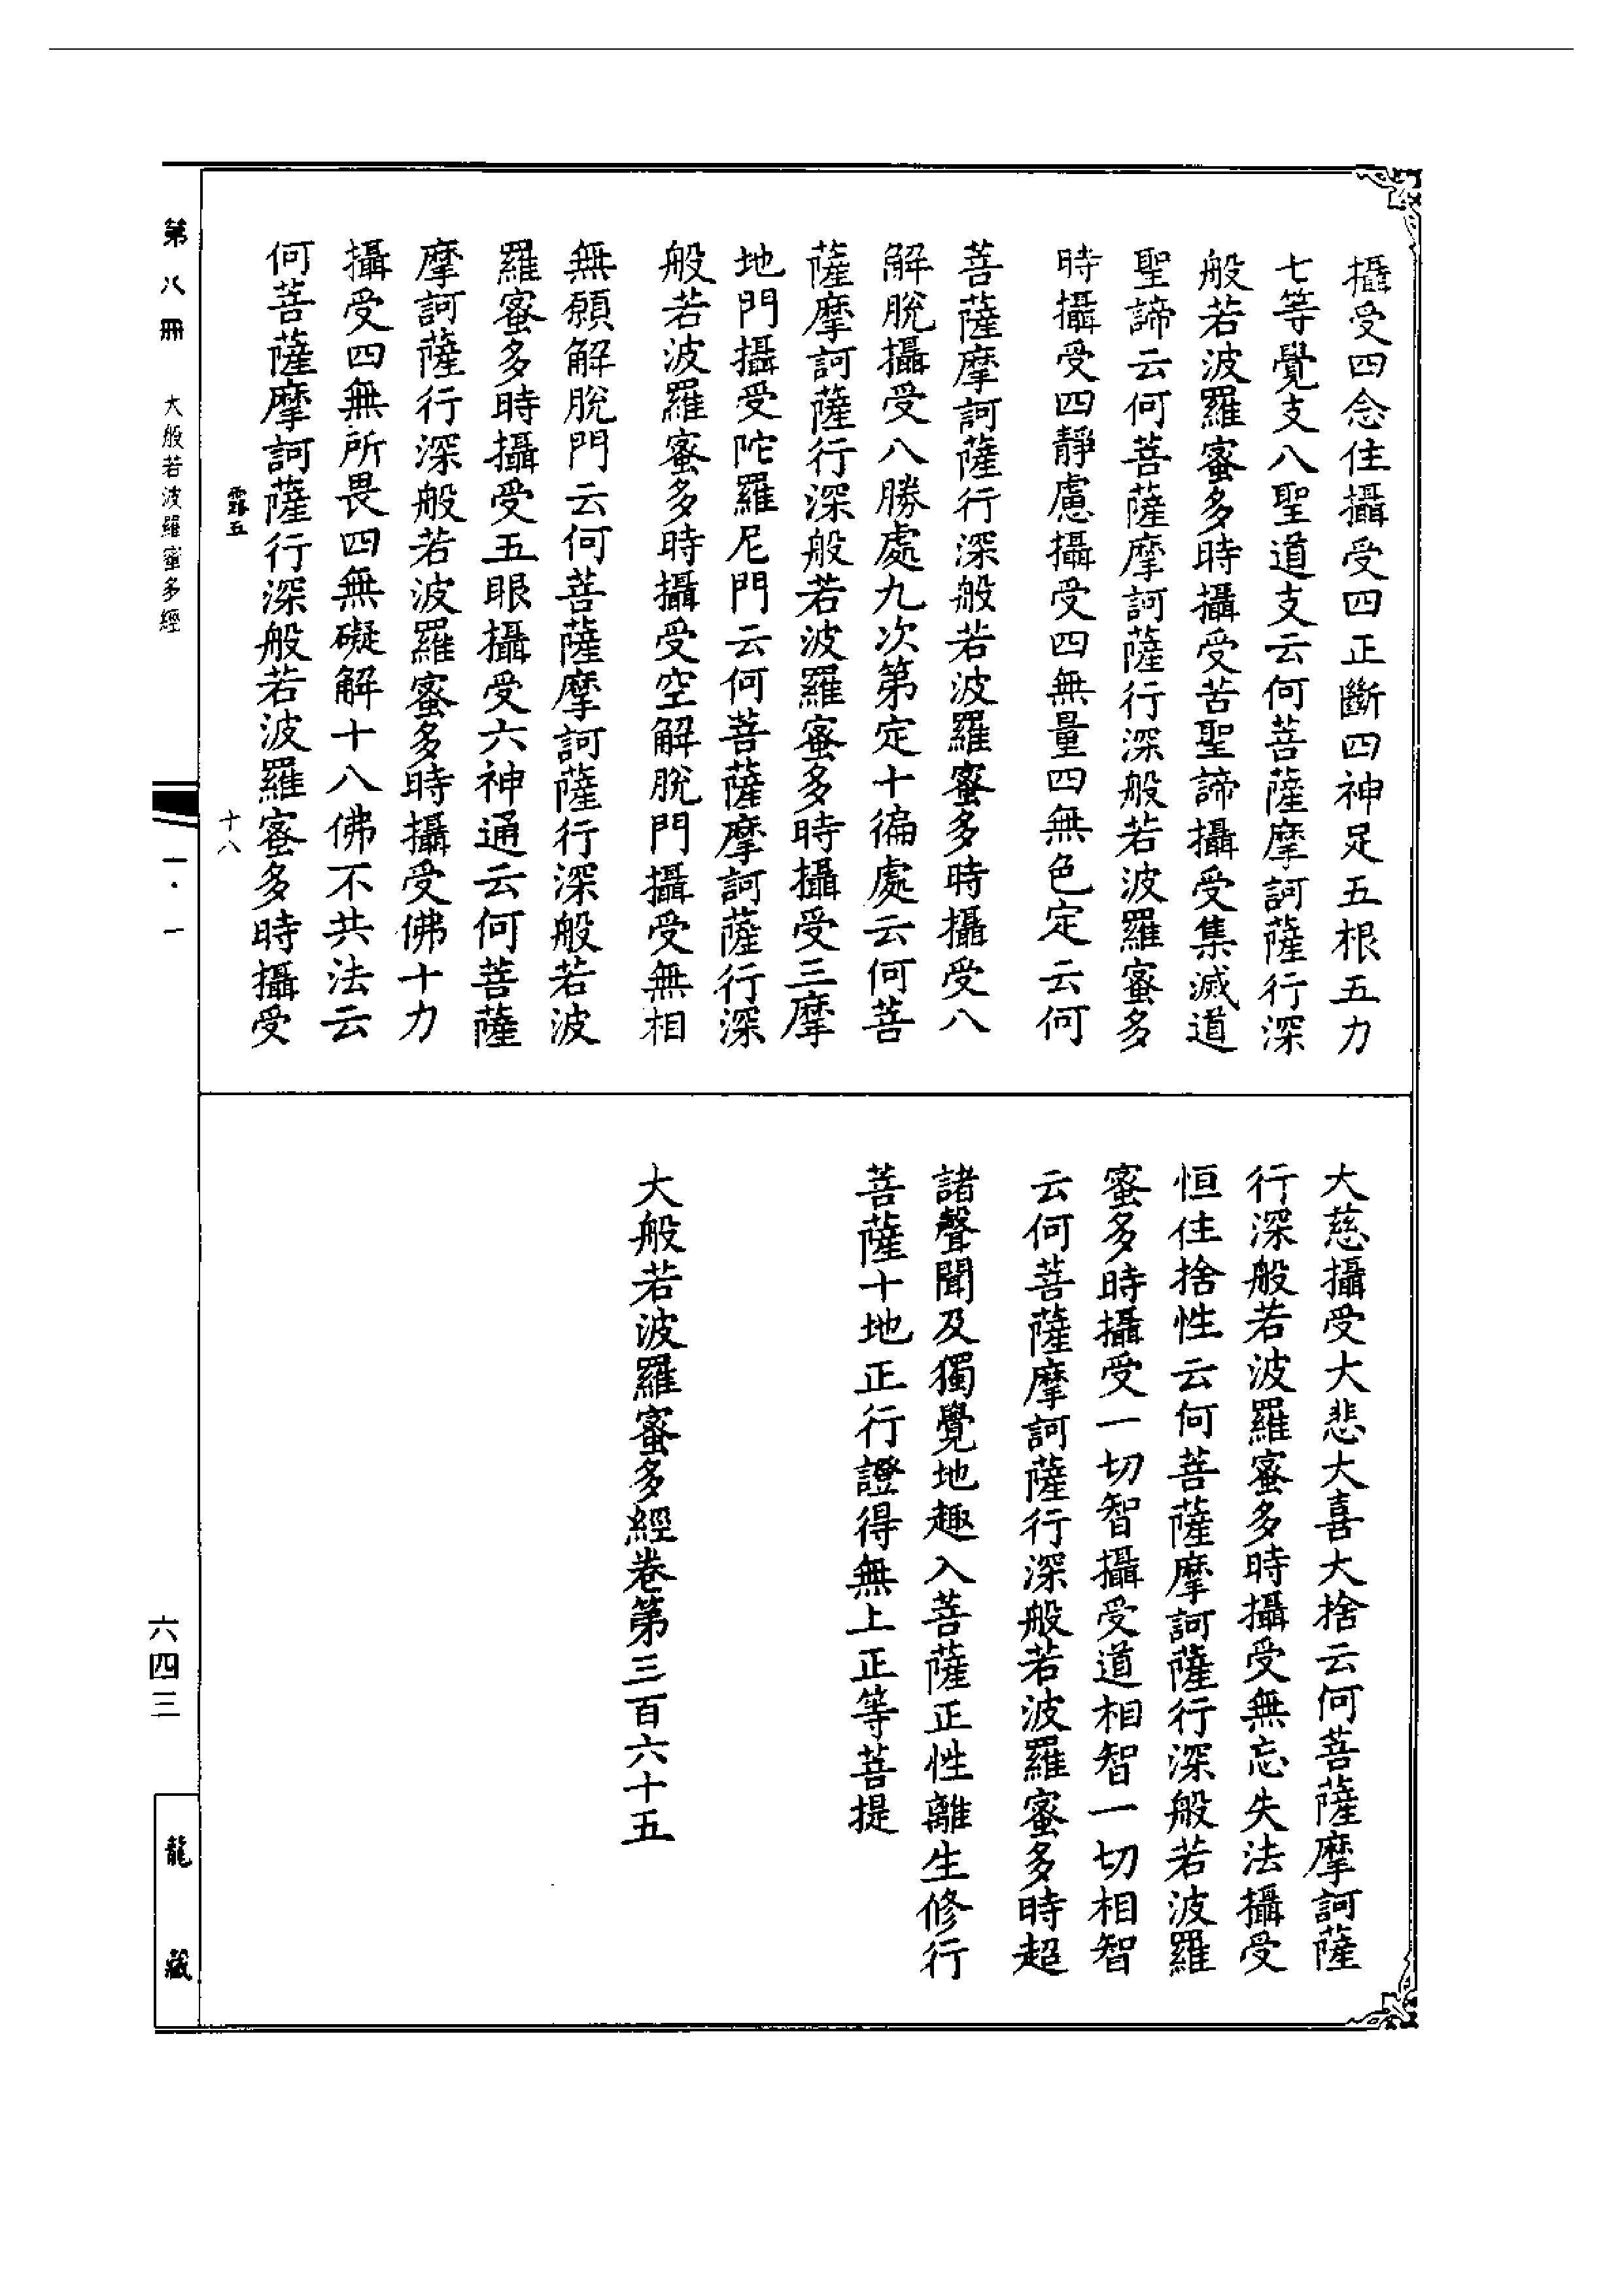 攝受四念住攝受四正斷四神足五根五力
七等覺支八聖道支云何菩薩摩訶薩行深
般若波羅蜜多時攝受苦聖諦攝受集滅道
聖諦云何菩薩摩訶薩行深般若波羅蜜多
時攝受四靜慮攝受四無量四無色定云何
菩薩摩訶薩行深般若波羅蜜多時攝受八
解脫攝受八勝處九次第定十徧處云何菩
薩摩訶薩行深般若波羅蜜多時攝受三摩
地門攝受陀羅尼門云何菩薩摩訶薩行深
般若波羅蜜多時攝受空解脫門攝受無相
無願解脫門云何菩薩摩訶薩行深般若波
羅蜜多時攝受五眼攝受六神通云何菩薩
摩訶薩行深般若波羅蜜多時攝受佛十力
攝受四無所畏四無礙解十八佛不共法云
何菩薩摩訶薩行深般若波羅蜜多時攝受
露五
十八
大慈攝受大悲大喜大捨云何菩薩摩訶薩
行深般若波羅蜜多時攝受無忘失法攝受
恒住捨性云何菩薩摩訶薩行深般若波羅
蜜多時攝受一切智攝受道相智一切相智
云何菩薩摩訶薩行深般若波羅蜜多時超
諸聲聞及獨覺地趣入菩薩正性離生修行
菩薩十地正行證得無上正等菩提
大般若波羅蜜多經卷第三百六十五
第八冊
大般若波羅蜜多經
一·一
六四三
龍藏